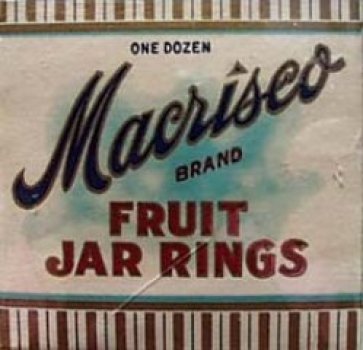 ONE DOZEN
Macrisco
BRAND
FRUIT
JAR RINGS